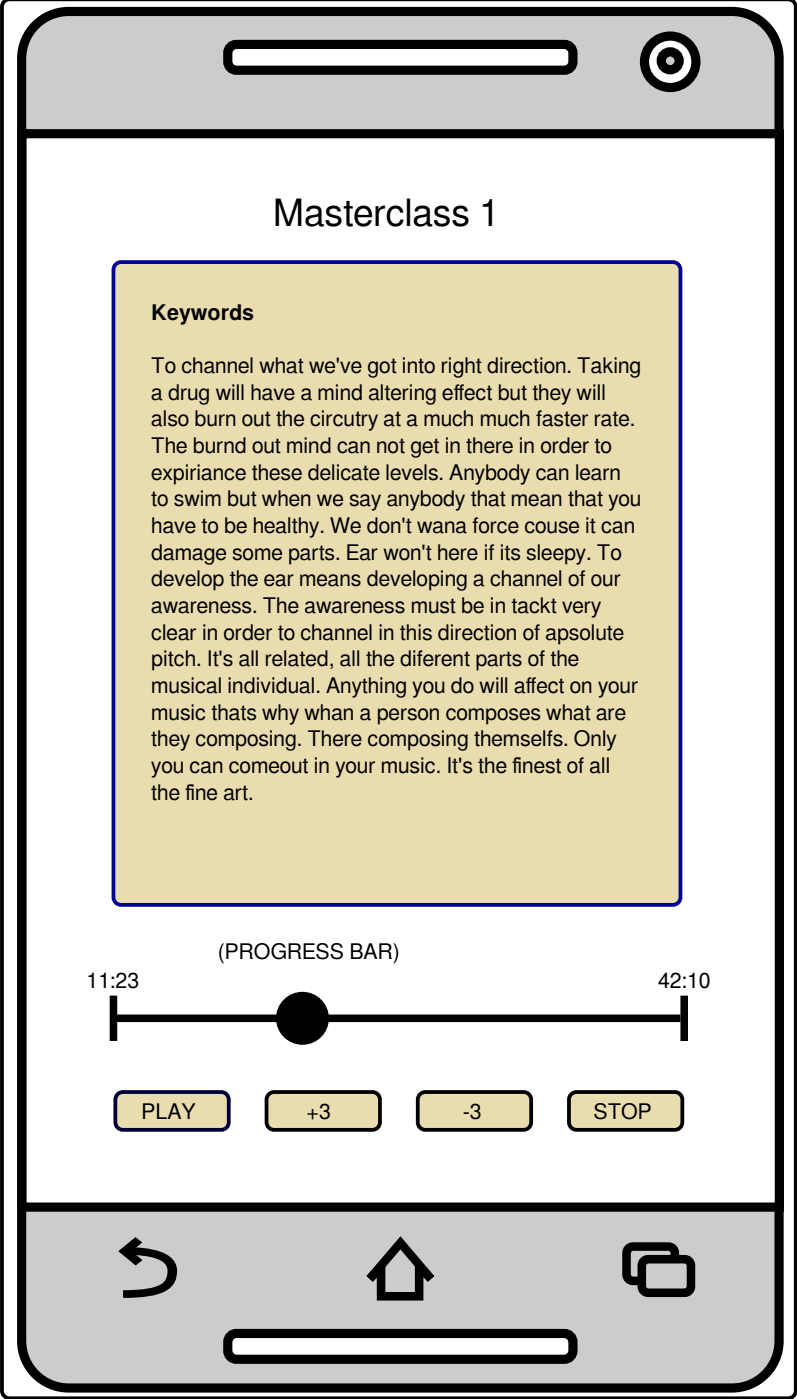 Masterclass 1
Keywords
To channel what we've got into right direction. Taking
a drug will have a mind altering effect but they will
also burn out the circutry at a much much faster rate.
The burnd out mind can not get in there in order to
expiriance these delicate levels. Anybody can learn
to swim but when we say anybody that mean that you
have to be healthy. We don't wana force couse it can
damage some parts. Ear won't here if its sleepy. To
develop the ear means developing a channel of our
awareness. The awareness must be in tackt very
clear in order to channel in this direction of apsolute
pitch. It's all related, all the diferent parts of the
musical individual. Anything you do will affect on your
music thats why whan a person composes what are
they composing. There composing themselfs. Only
you can comeout in your music. It's the finest of all
the fine art.
(PROGRESS BAR)
11:23 42:10
PLAY +3 -3 STOP